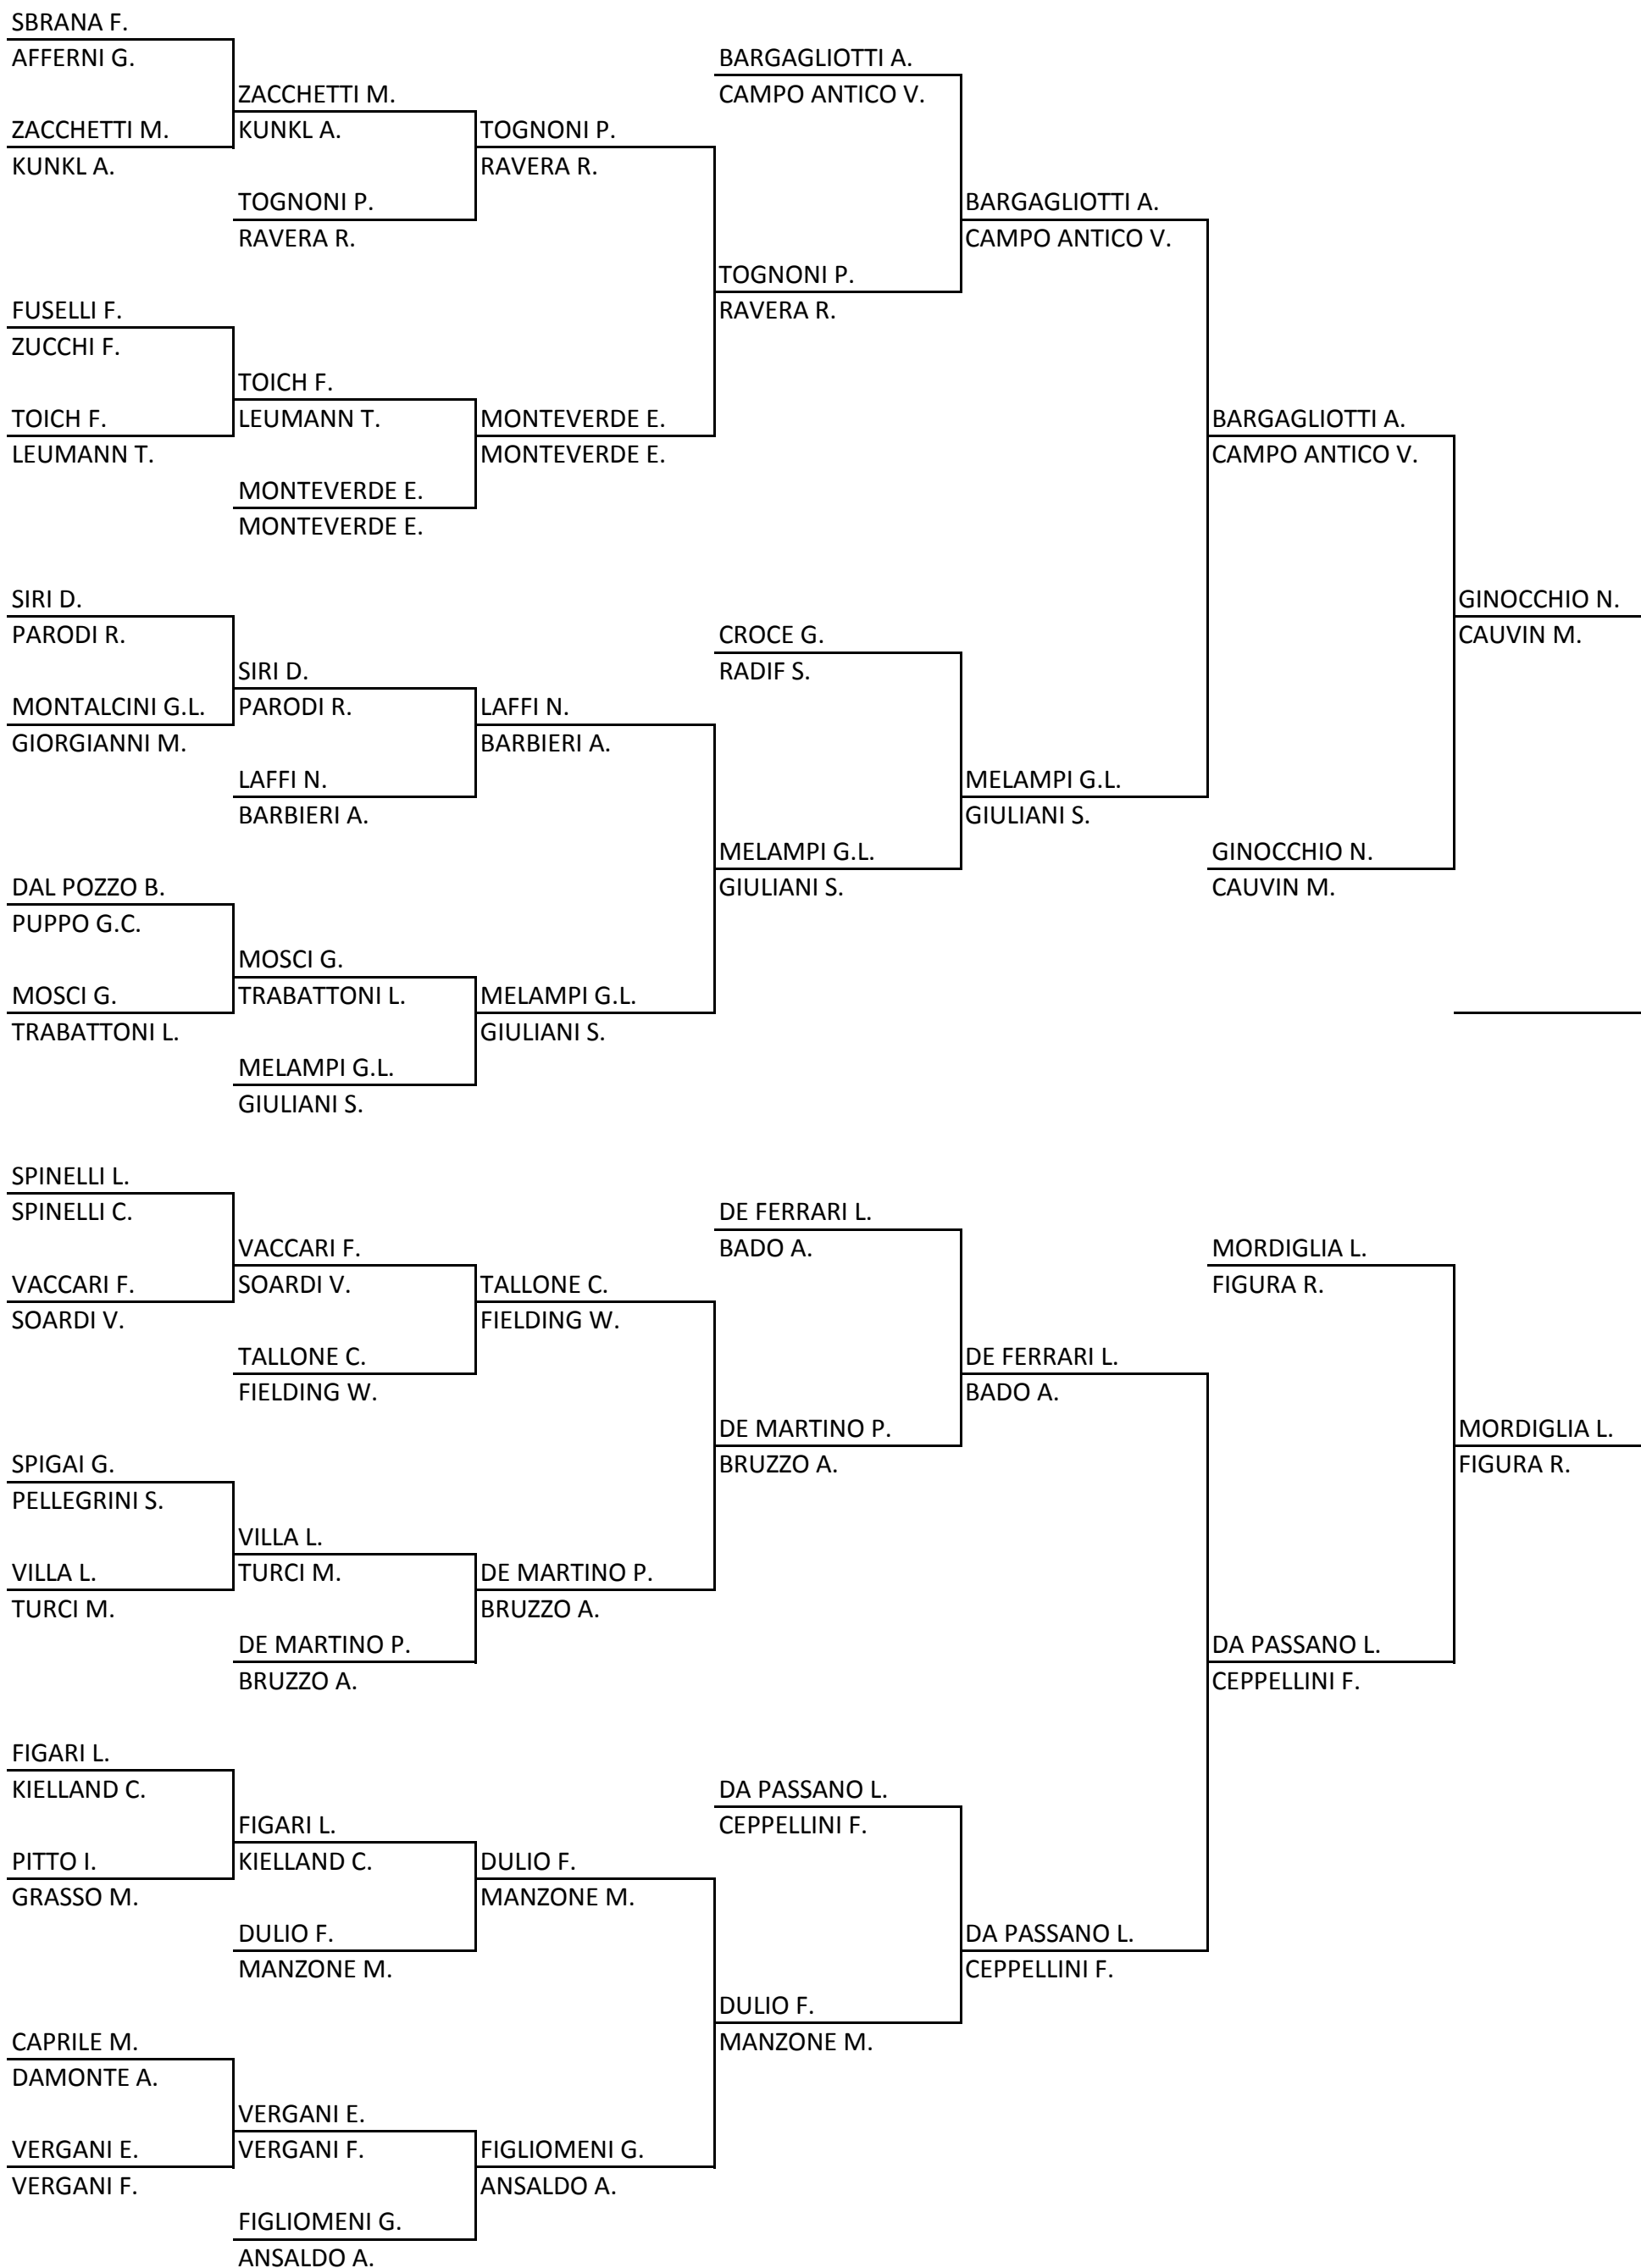 SBRANA F.
AFFERNI G.
BARGAGLIOTTI A.
ZACCHETTI M.
CAMPO ANTICO V.
ZACCHETTI M.
KUNKL A.
TOGNONI P.
KUNKL A.
RAVERA R.
TOGNONI P.
BARGAGLIOTTI A.
RAVERA R.
CAMPO ANTICO V.
TOGNONI P.
FUSELLI F.
RAVERA R.
ZUCCHI F.
TOICH F.
TOICH F.
LEUMANN T.
MONTEVERDE E.
BARGAGLIOTTI A.
LEUMANN T.
MONTEVERDE E.
CAMPO ANTICO V.
MONTEVERDE E.
MONTEVERDE E.
SIRI D.
GINOCCHIO N.
PARODI R.
CROCE G.
CAUVIN M.
SIRI D.
RADIF S.
MONTALCINI G.L.
PARODI R.
LAFFI N.
GIORGIANNI M.
BARBIERI A.
LAFFI N.
MELAMPI G.L.
BARBIERI A.
GIULIANI S.
MELAMPI G.L.
GINOCCHIO N.
DAL POZZO B.
GIULIANI S.
CAUVIN M.
PUPPO G.C.
MOSCI G.
MOSCI G.
TRABATTONI L.
MELAMPI G.L.
TRABATTONI L.
GIULIANI S.
MELAMPI G.L.
GIULIANI S.
SPINELLI L.
SPINELLI C.
DE FERRARI L.
VACCARI F.
BADO A.
MORDIGLIA L.
VACCARI F.
SOARDI V.
TALLONE C.
FIGURA R.
SOARDI V.
FIELDING W.
TALLONE C.
DE FERRARI L.
FIELDING W.
BADO A.
DE MARTINO P.
MORDIGLIA L.
SPIGAI G.
BRUZZO A.
FIGURA R.
PELLEGRINI S.
VILLA L.
VILLA L.
TURCI M.
DE MARTINO P.
TURCI M.
BRUZZO A.
DE MARTINO P.
DA PASSANO L.
BRUZZO A.
CEPPELLINI F.
FIGARI L.
KIELLAND C.
DA PASSANO L.
FIGARI L.
CEPPELLINI F.
PITTO I.
KIELLAND C.
DULIO F.
GRASSO M.
MANZONE M.
DULIO F.
DA PASSANO L.
MANZONE M.
CEPPELLINI F.
DULIO F.
CAPRILE M.
MANZONE M.
DAMONTE A.
VERGANI E.
VERGANI E.
VERGANI F.
FIGLIOMENI G.
VERGANI F.
ANSALDO A.
FIGLIOMENI G.
ANSALDO A.